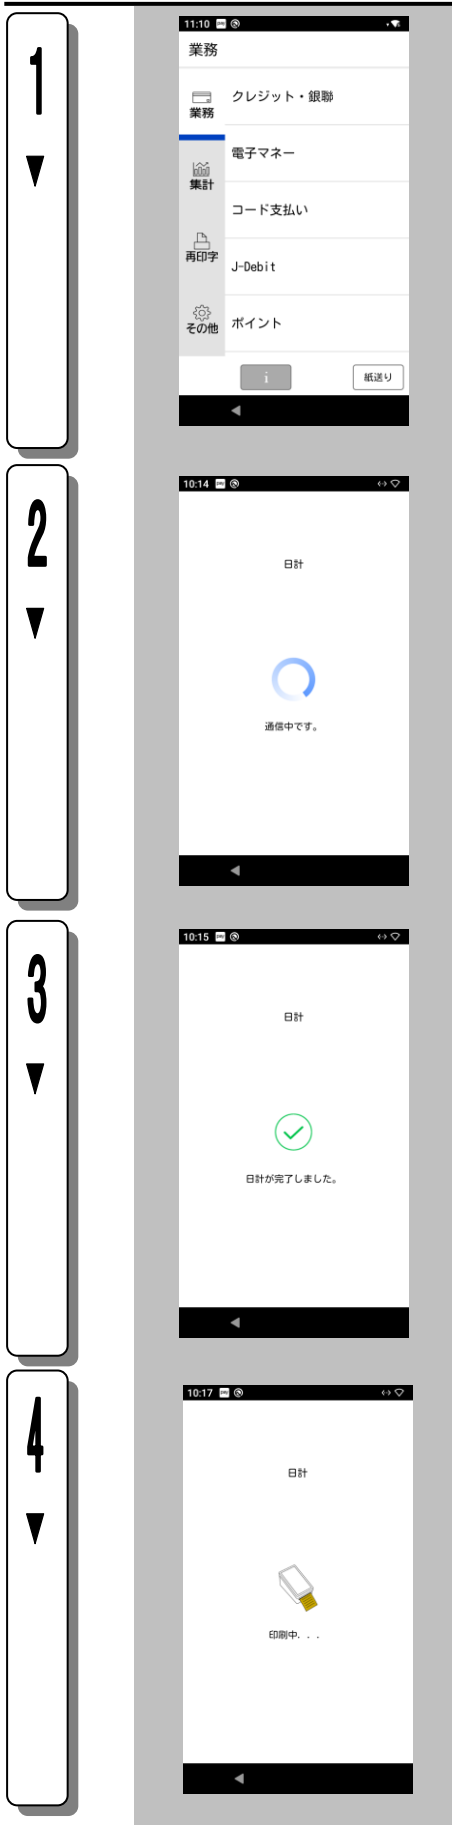 1
11:10
業務
業務
クレジット・銀聯
電子マネー
集計
コード支払い
再印字
J-Debit
その他
ポイント
i
紙送り
2
10:14
日計
通信中です。
3
10:15
日計
日計が完了しました。
4
10:17
日計
印刷中...